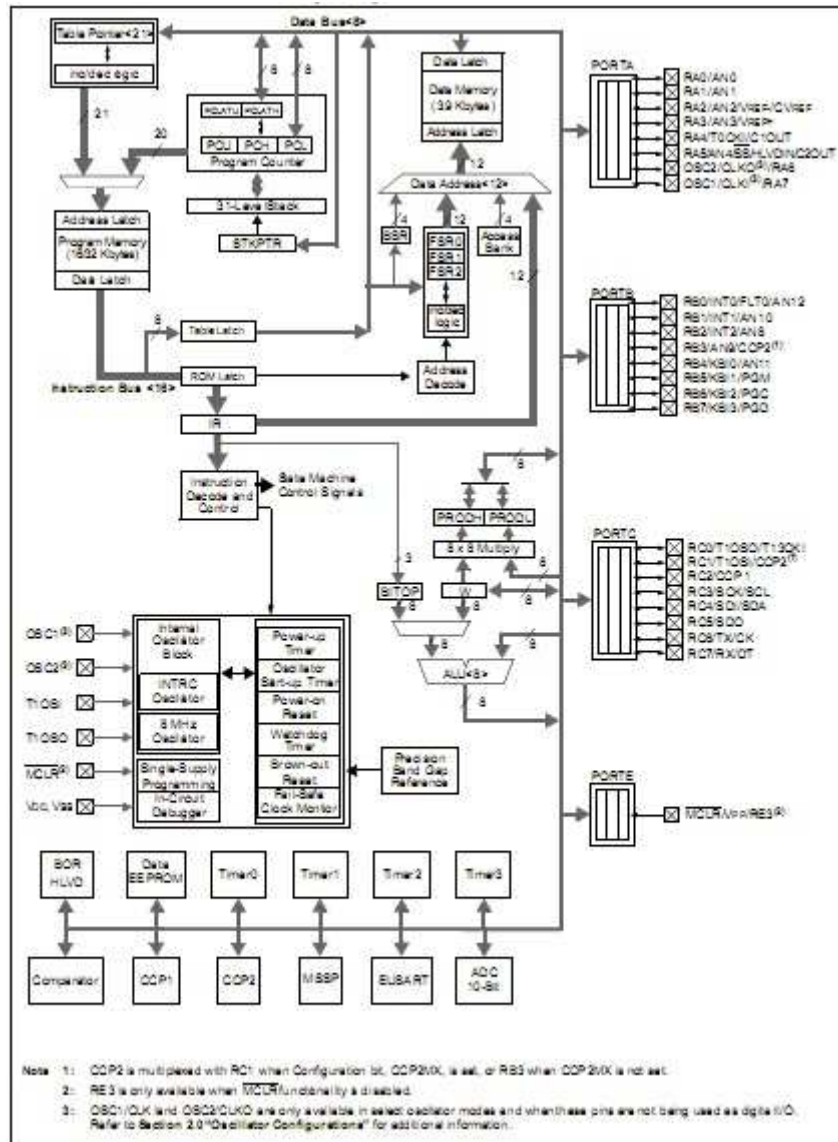 Data Bus<8>
Table Pointer<21>
inc/dec logic
21
20
8
8
PCLATU PCLATH
PCU PCH PCL
Program Counter
31-Level Stack
STKPTR
Data Latch
Data Memory
(3.9 Kbytes)
Address Latch
12
Data Address<12>
4
12
4
BSR
FSR0
FSR1
FSR2
Access
Bank
12
inc/dec
logic
Address Latch
Program Memory
(16/32 Kbytes)
Data Latch
8
Table Latch
Instruction Bus <16>
ROM Latch
Address
Decode
IR
Instruction
Decode and
Control
State Machine
Control Signals
8
PRODH PRODL
8 x 8 Multiply
3
8
BITOP
W
8
8
8
8
8
ALU<8>
8
PORTA
RA0/AN0
RA1/AN1
RA2/AN2/VREF-/CVREF
RA3/AN3/VREF+
RA4/T0CKI/C1OUT
RA5/AN4/SS/HLVDIN/C2OUT
OSC2/CLKO(3)/RA6
OSC1/CLKI(3)/RA7
PORTB
RB0/INT0/FLT0/AN12
RB1/INT1/AN10
RB2/INT2/AN8
RB3/AN9/CCP2(1)
RB4/KBI0/AN11
RB5/KBI1/PGM
RB6/KBI2/PGC
RB7/KBI3/PGD
PORTC
RC0/T1OSO/T13CKI
RC1/T1OSI/CCP2(1)
RC2/CCP1
RC3/SCK/SCL
RC4/SDI/SDA
RC5/SDO
RC6/TX/CK
RC7/RX/DT
PORTE
MCLR/VPP/RE3(2)
OSC1(3)
OSC2(3)
T1OSI
T1OSO
MCLR(2)
VDD, VSS
Internal
Oscillator
Block
INTRC
Oscillator
8 MHz
Oscillator
Single-Supply
Programming
In-Circuit
Debugger
Power-up
Timer
Oscillator
Start-up Timer
Power-on
Reset
Watchdog
Timer
Brown-out
Reset
Fail-Safe
Clock Monitor
Precision
Band Gap
Reference
BOR
HLVD
Data
EEPROM
Timer0
Timer1
Timer2
Timer3
Comparator
CCP1
CCP2
MSSP
EUSART
ADC
10-Bit
Note 1: CCP2 is multiplexed with RC1 when Configuration bit, CCP2MX, is set, or RB3 when CCP2MX is not set.
2: RE3 is only available when MCLR functionality is disabled.
3: OSC1/CLKI and OSC2/CLKO are only available in select oscillator modes and when these pins are not being used as digital I/O.
Refer to Section 2.0 "Oscillator Configurations" for additional information.